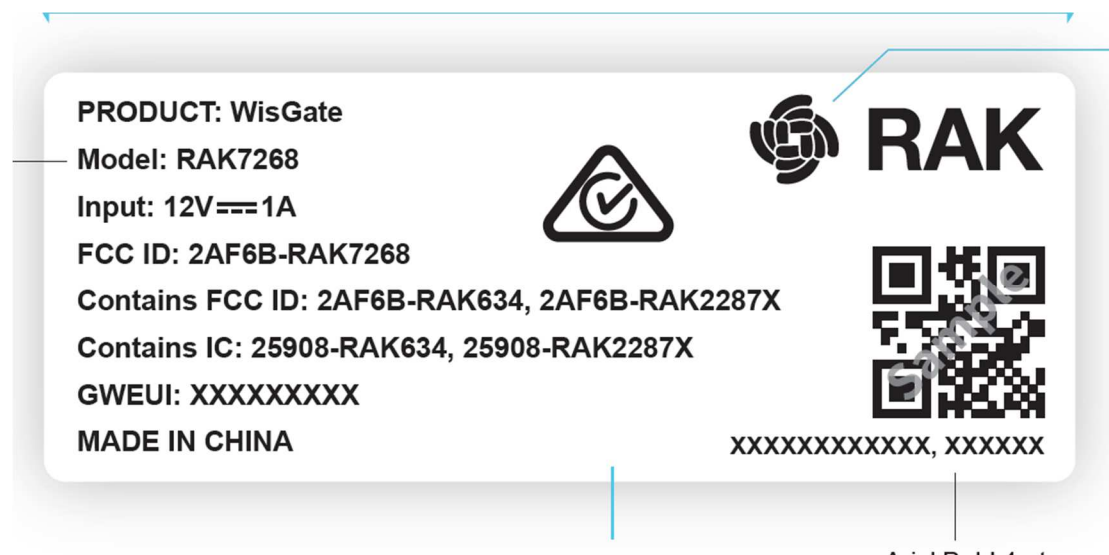 PRODUCT: WisGate
Model: RAK7268
Input: 12V⎓1A
FCC ID: 2AF6B-RAK7268
Contains FCC ID: 2AF6B-RAK634, 2AF6B-RAK2287X
Contains IC: 25908-RAK634, 25908-RAK2287X
GWEUI: XXXXXXXXX
MADE IN CHINA
RAK
Sample
XXXXXXXXXXXX, XXXXXX